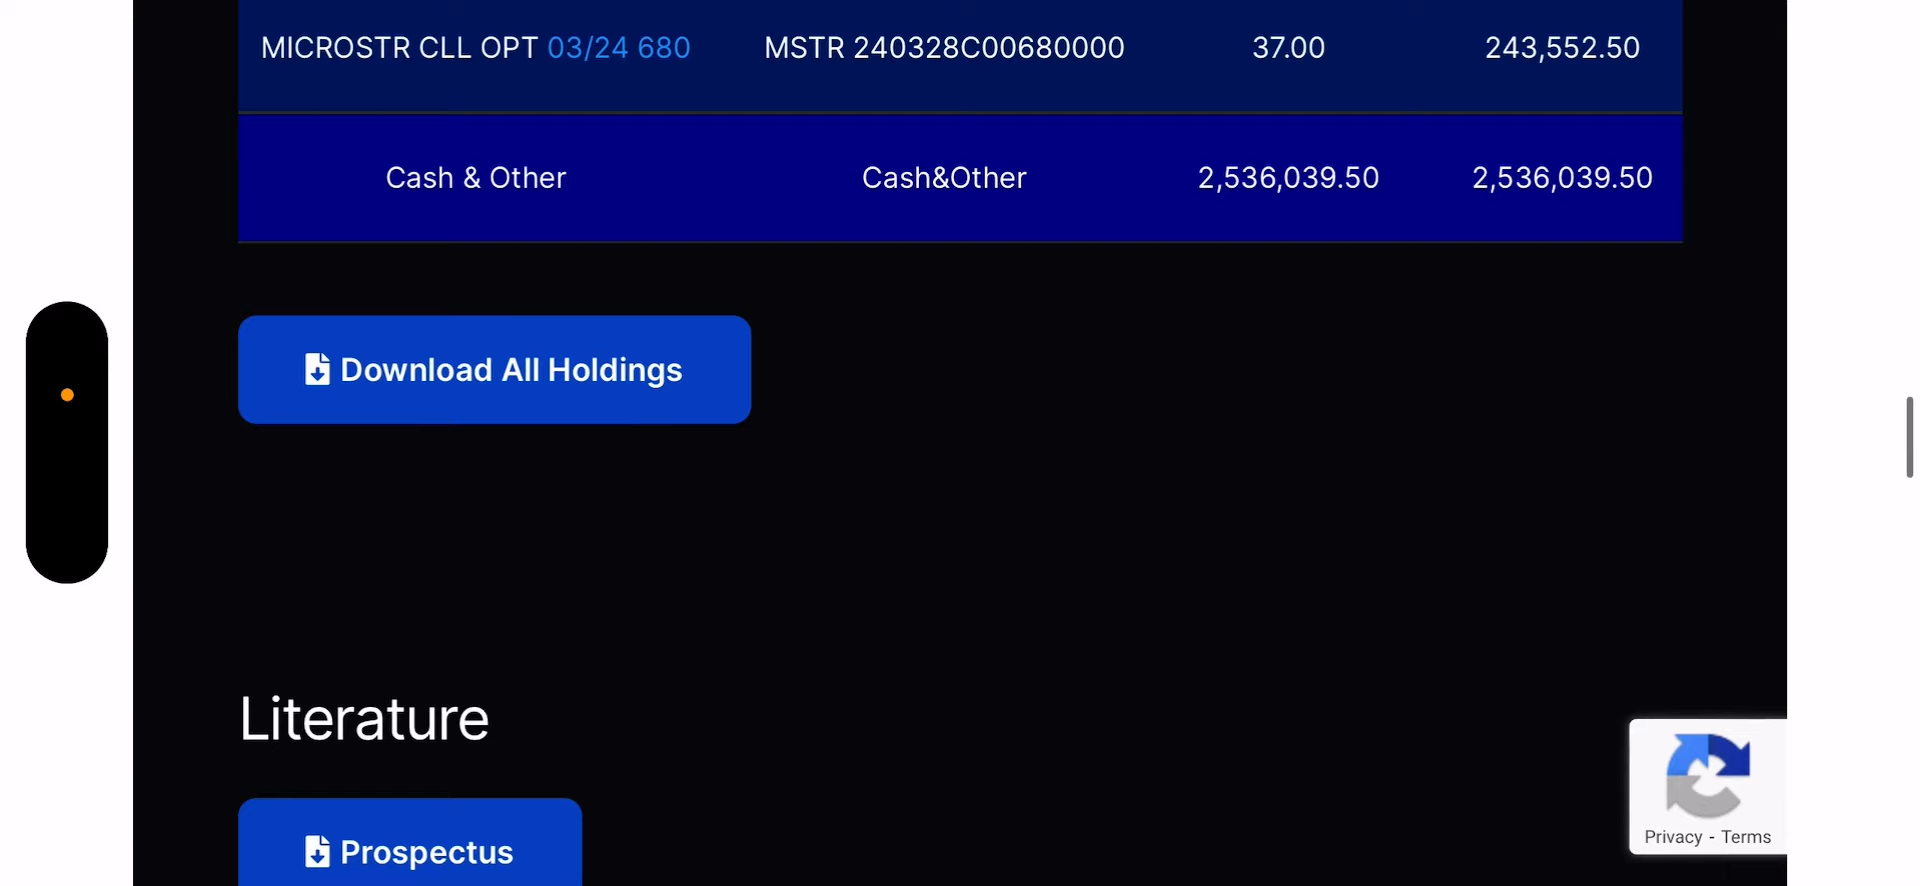 MICROSTR CLL OPT 03/24 680 MSTR 240328C00680000 37.00 243,552.50
Cash & Other Cash&Other 2,536,039.50 2,536,039.50
Download All Holdings
Literature
Prospectus
Privacy - Terms